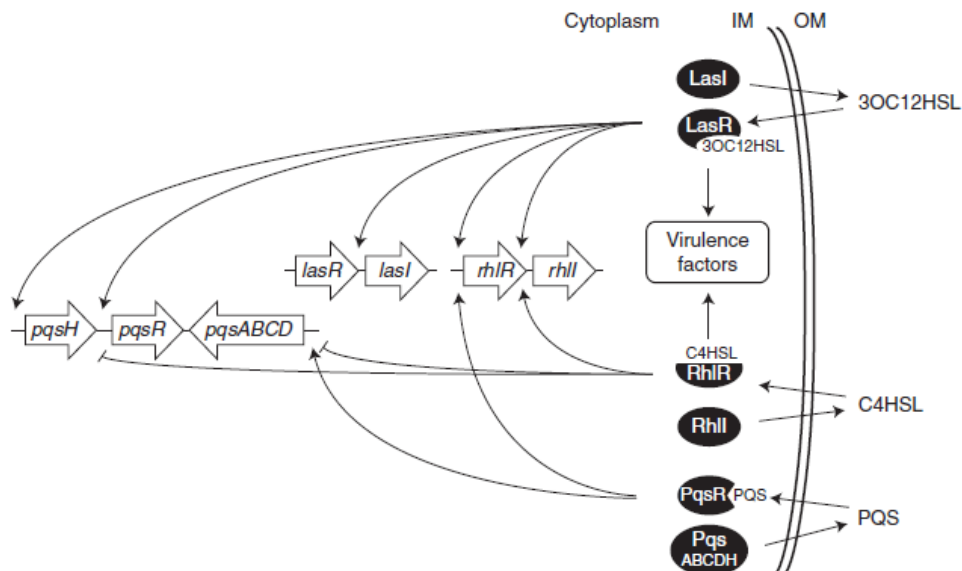 Cytoplasm IM OM
LasI
3OC12HSL
LasR
3OC12HSL
Virulence
factors
lasR lasI rhlR rhlI
pqsH pqsR pqsABCD
C4HSL
RhlR
C4HSL
RhlI
PqsR PQS
PQS
Pqs
ABCDH